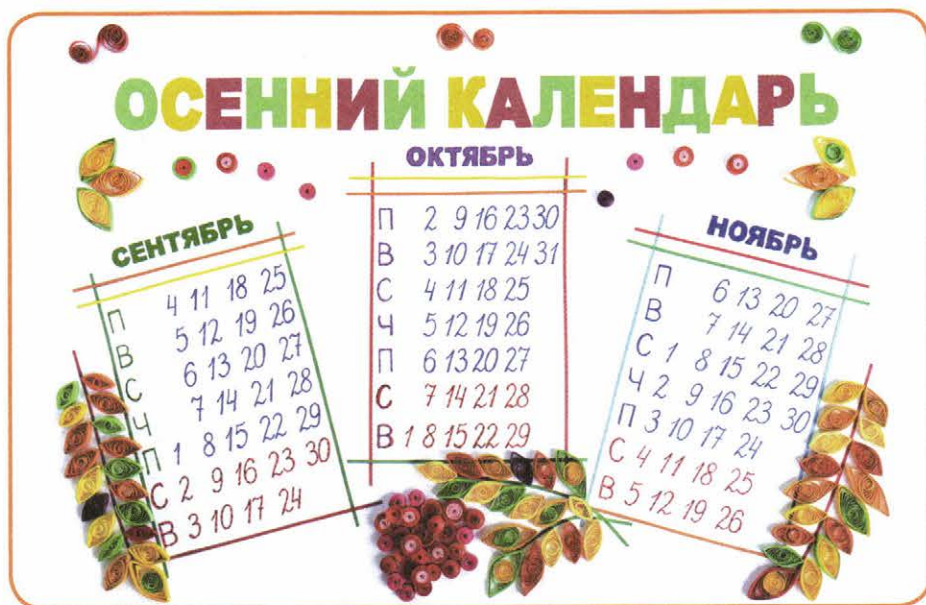 ОСЕННИЙ КАЛЕНДАРЬ
СЕНТЯБРЬ
П 4 11 18 25
В 5 12 19 26
С 6 13 20 27
Ч 7 14 21 28
П 1 8 15 22 29
С 2 9 16 23 30
В 3 10 17 24
ОКТЯБРЬ
П 2 9 16 23 30
В 3 10 17 24 31
С 4 11 18 25
Ч 5 12 19 26
П 6 13 20 27
С 7 14 21 28
В 1 8 15 22 29
НОЯБРЬ
П 6 13 20 27
В 7 14 21 28
С 1 8 15 22 29
Ч 2 9 16 23 30
П 3 10 17 24
С 4 11 18 25
В 5 12 19 26